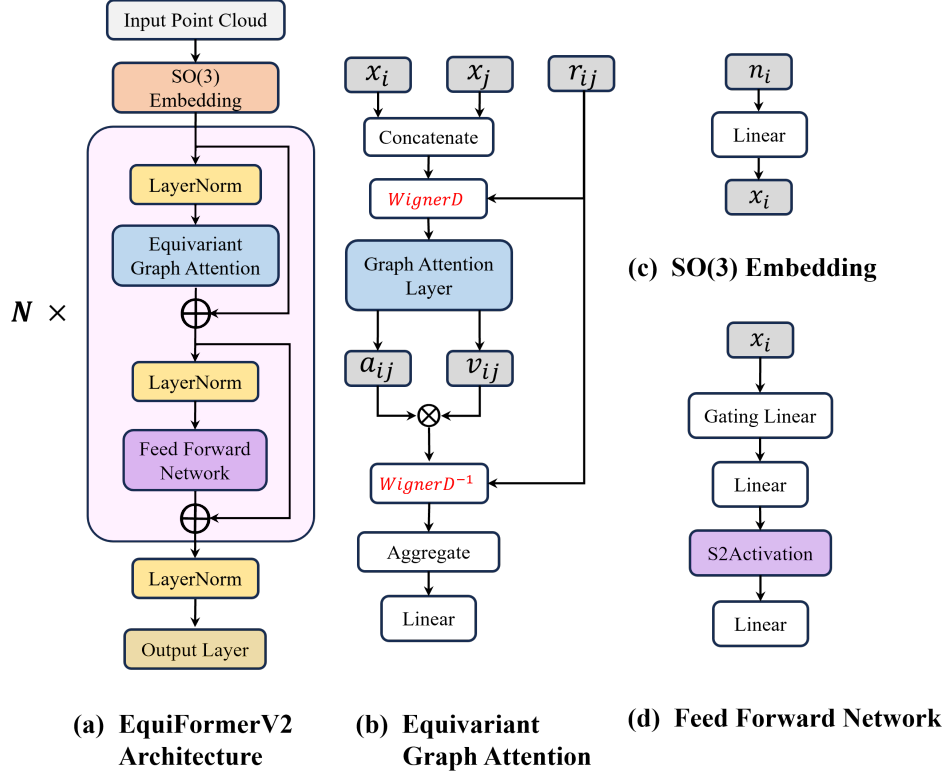 Input Point Cloud
SO(3)
Embedding
LayerNorm
Equivariant
Graph Attention
N ×
LayerNorm
Feed Forward
Network
LayerNorm
Output Layer
(a) EquiFormerV2
Architecture
x_i x_j r_ij
Concatenate
WignerD
Graph Attention
Layer
a_ij v_ij
WignerD⁻¹
Aggregate
Linear
(b) Equivariant
Graph Attention
n_i
Linear
x_i
(c) SO(3) Embedding
x_i
Gating Linear
Linear
S2Activation
Linear
(d) Feed Forward Network